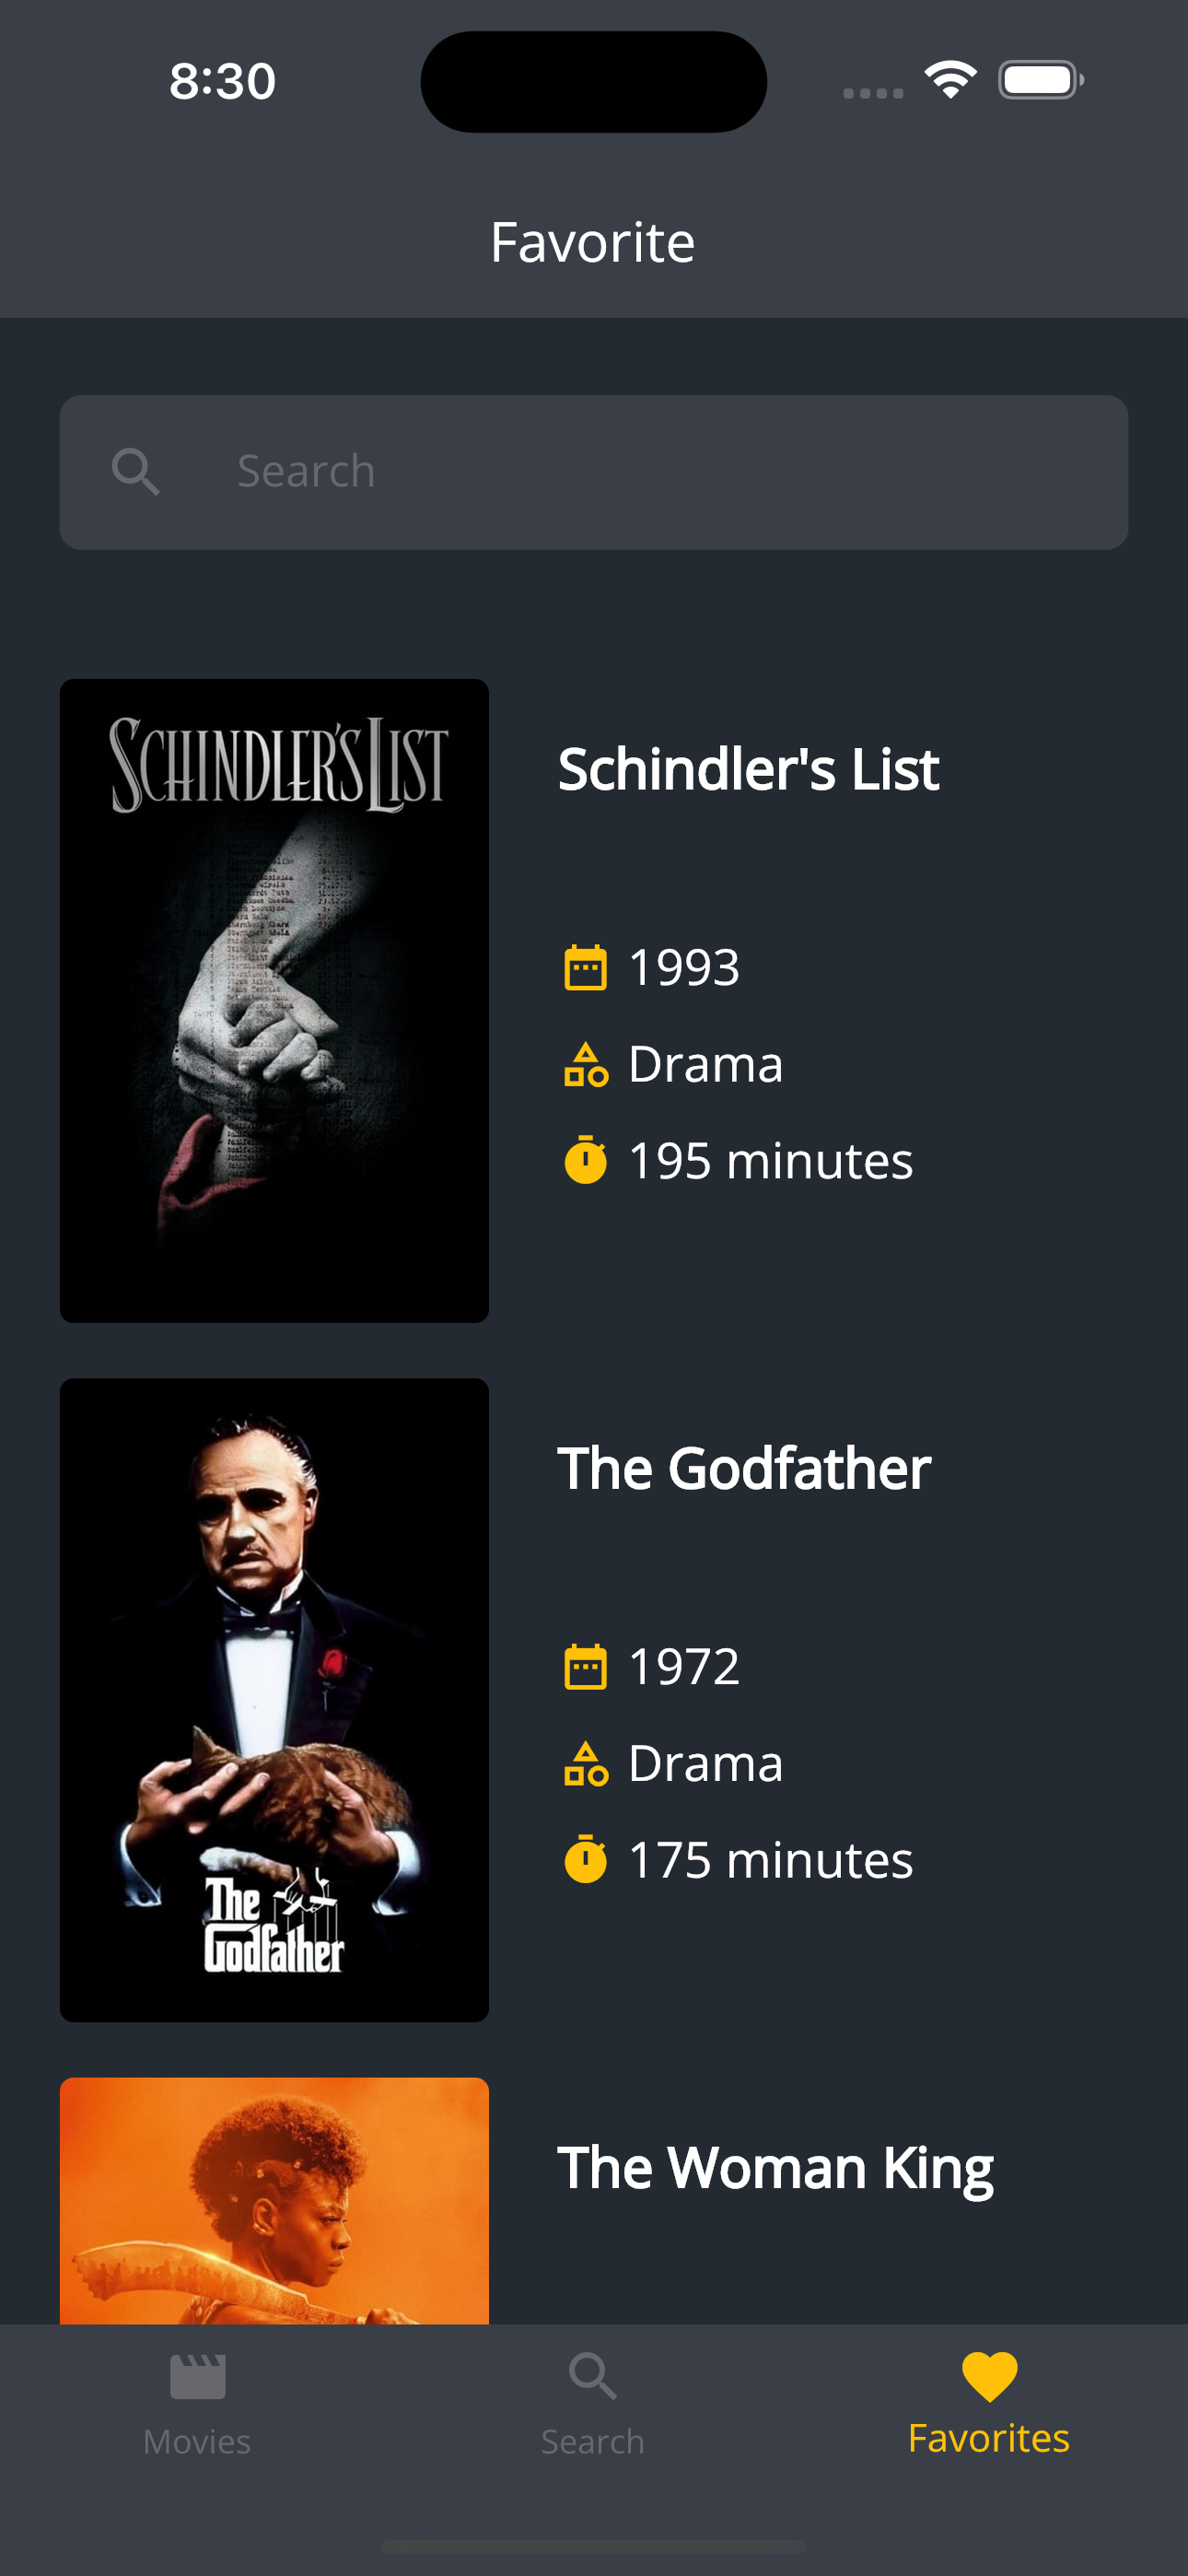 8:30
Favorite
Search
SCHINDLER'S LIST
Schindler's List
1993
Drama
195 minutes
The Godfather
1972
Drama
175 minutes
The
Godfather
The Woman King
Movies
Search
Favorites